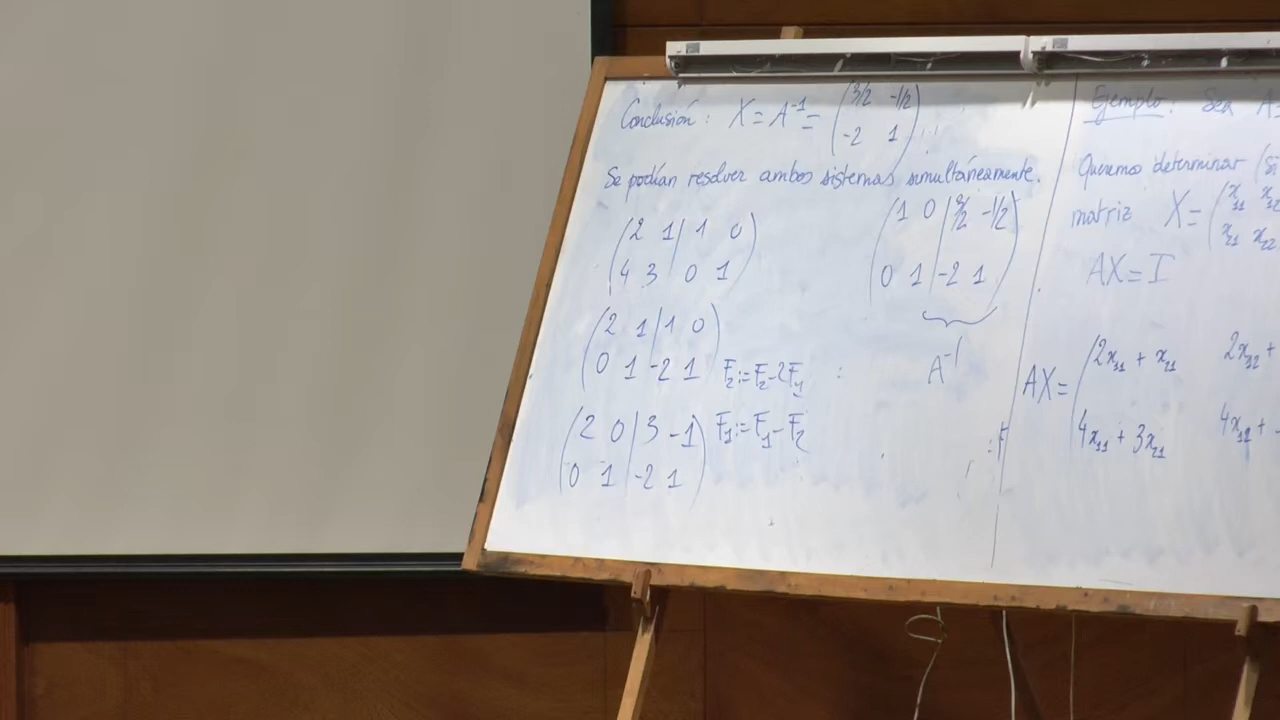 Conclusión: X = A⁻¹ = (3/2 -1/2
-2 1)
Se podían resolver ambos sistemas simultáneamente.
(2 1 | 1 0
4 3 | 0 1)
(2 1 | 1 0
0 1 | -2 1) F₂:=F₂-2F₁
(2 0 | 3 -1
0 1 | -2 1) F₁:=F₁-F₂
(1 0 | 3/2 -1/2
0 1 | -2 1)
A⁻¹
Ejemplo: Sea A=
Queremos determinar (si
matriz X = (x₁₁ x₁₂
x₂₁ x₂₂
AX = I
AX = (2x₁₁ + x₂₁ 2x₁₂ +
4x₁₁ + 3x₂₁ 4x₁₂ +